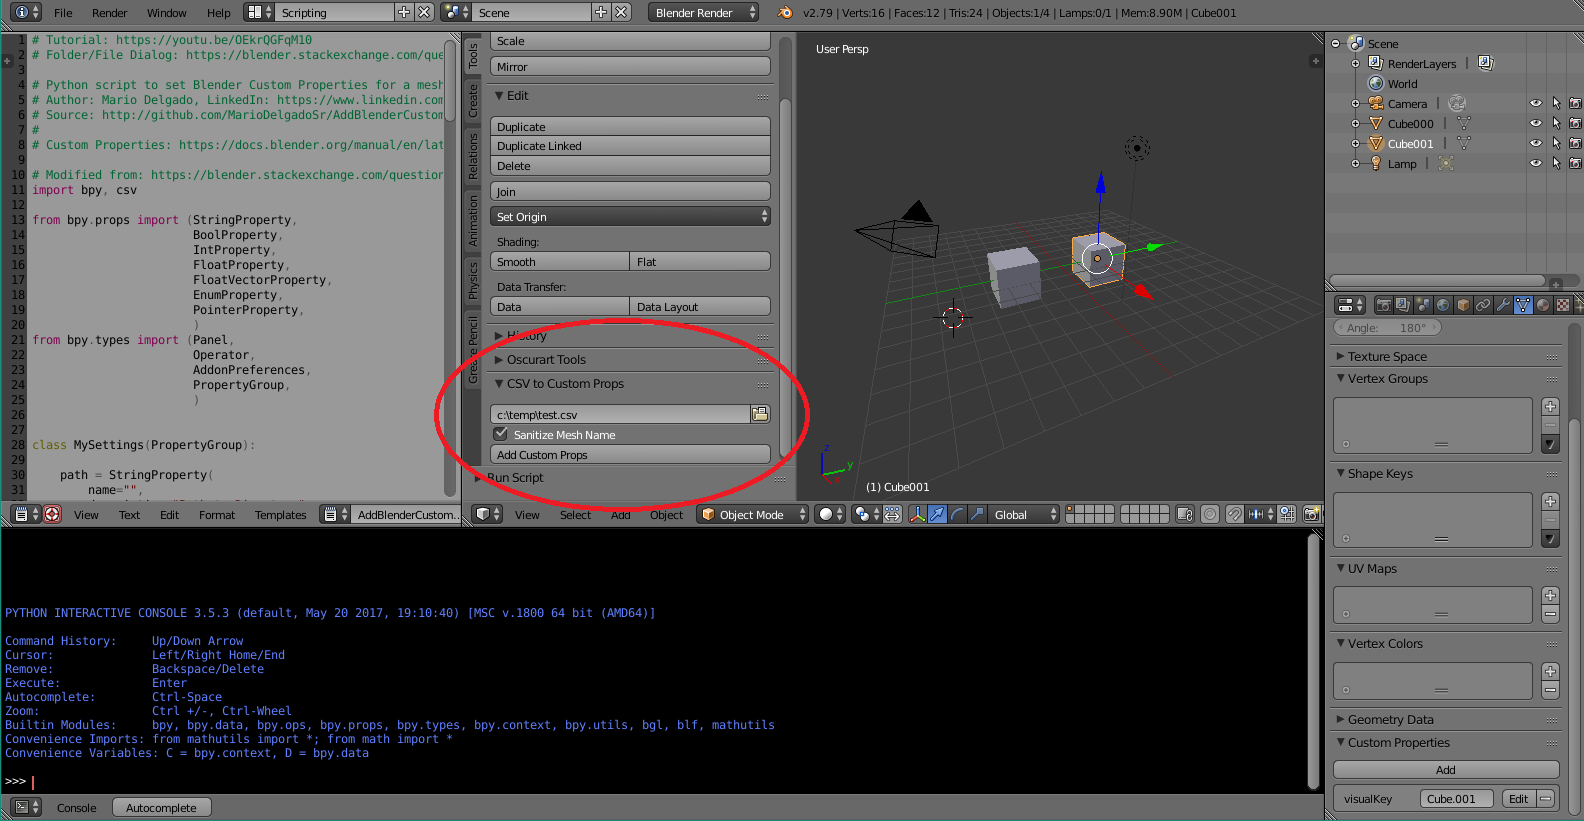 File Render Window Help Scripting Scene Blender Render v2.79 | Verts:16 | Faces:12 | Tris:24 | Objects:1/4 | Lamps:0/1 | Mem:8.90M | Cube001
1 # Tutorial: https://youtu.be/OEkrQGFqM10
2 # Folder/File Dialog: https://blender.stackexchange.com/que
3
4 # Python script to set Blender Custom Properties for a mesh
5 # Author: Mario Delgado, LinkedIn: https://www.linkedin.com
6 # Source: http://github.com/MarioDelgadoSr/AddBlenderCustom
7 #
8 # Custom Properties: https://docs.blender.org/manual/en/lat
9
10 # Modified from: https://blender.stackexchange.com/question
11 import bpy, csv
12
13 from bpy.props import (StringProperty,
14 BoolProperty,
15 IntProperty,
16 FloatProperty,
17 FloatVectorProperty,
18 EnumProperty,
19 PointerProperty,
20 )
21 from bpy.types import (Panel,
22 Operator,
23 AddonPreferences,
24 PropertyGroup,
25 )
26
27
28 class MySettings(PropertyGroup):
29
30 path = StringProperty(
31 name="",
View Text Edit Format Templates AddBlenderCustom...
Tools
Create
Relations
Animation
Physics
Grease Pencil
Scale
Mirror
Edit
Duplicate
Duplicate Linked
Delete
Join
Set Origin
Shading:
Smooth Flat
Data Transfer:
Data Data Layout
History
Oscurart Tools
CSV to Custom Props
c:\temp\test.csv
Sanitize Mesh Name
Add Custom Props
Run Script
User Persp
z
y
x
(1) Cube001
View Select Add Object Object Mode Global
Scene
RenderLayers
World
Camera
Cube000
Cube001
Lamp
Angle: 180°
Texture Space
Vertex Groups
Shape Keys
UV Maps
Vertex Colors
Geometry Data
Custom Properties
Add
visualKey Cube.001 Edit
PYTHON INTERACTIVE CONSOLE 3.5.3 (default, May 20 2017, 19:10:40) [MSC v.1800 64 bit (AMD64)]
Command History: Up/Down Arrow
Cursor: Left/Right Home/End
Remove: Backspace/Delete
Execute: Enter
Autocomplete: Ctrl-Space
Zoom: Ctrl +/-, Ctrl-Wheel
Builtin Modules: bpy, bpy.data, bpy.ops, bpy.props, bpy.types, bpy.context, bpy.utils, bgl, blf, mathutils
Convenience Imports: from mathutils import *; from math import *
Convenience Variables: C = bpy.context, D = bpy.data
>>>
Console Autocomplete